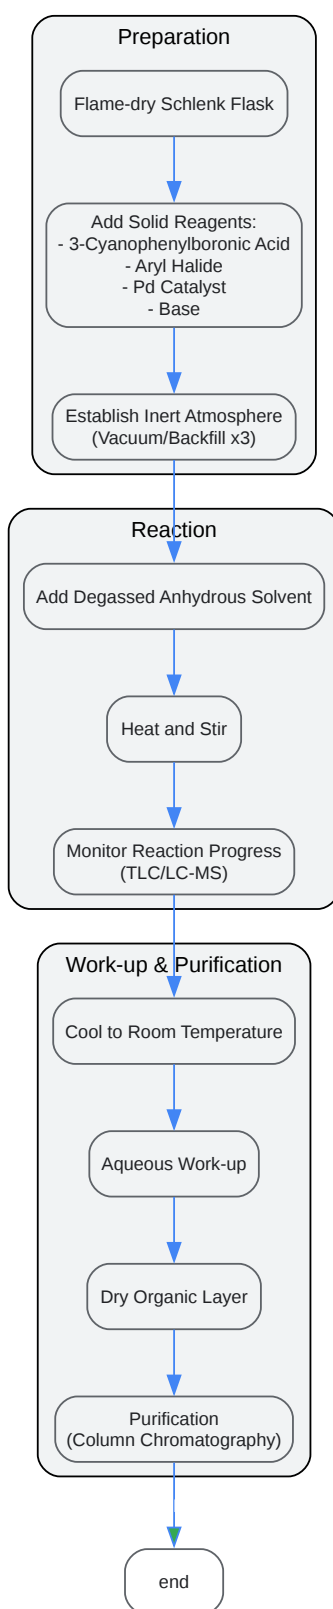 Preparation
Flame-dry Schlenk Flask
Add Solid Reagents:
- 3-Cyanophenylboronic Acid
- Aryl Halide
- Pd Catalyst
- Base
Establish Inert Atmosphere
(Vacuum/Backfill x3)
Reaction
Add Degassed Anhydrous Solvent
Heat and Stir
Monitor Reaction Progress
(TLC/LC-MS)
Work-up & Purification
Cool to Room Temperature
Aqueous Work-up
Dry Organic Layer
Purification
(Column Chromatography)
end